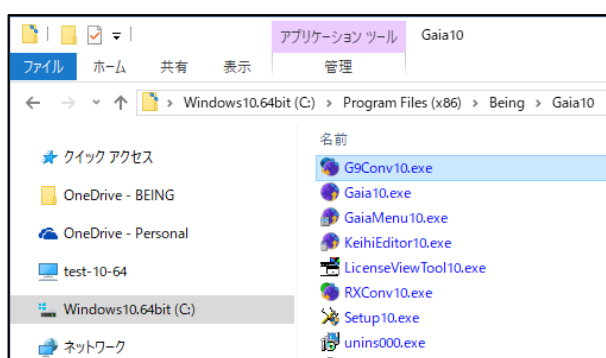 アプリケーション ツール Gaia10
ファイル ホーム 共有 表示 管理
Windows10.64bit (C:) › Program Files (x86) › Being › Gaia10
名前
クイック アクセス
G9Conv10.exe
OneDrive - BEING
Gaia10.exe
GaiaMenu10.exe
OneDrive - Personal
KeihiEditor10.exe
test-10-64
LicenseViewTool10.exe
RXConv10.exe
Windows10.64bit (C:)
Setup10.exe
ネットワーク
unins000.exe